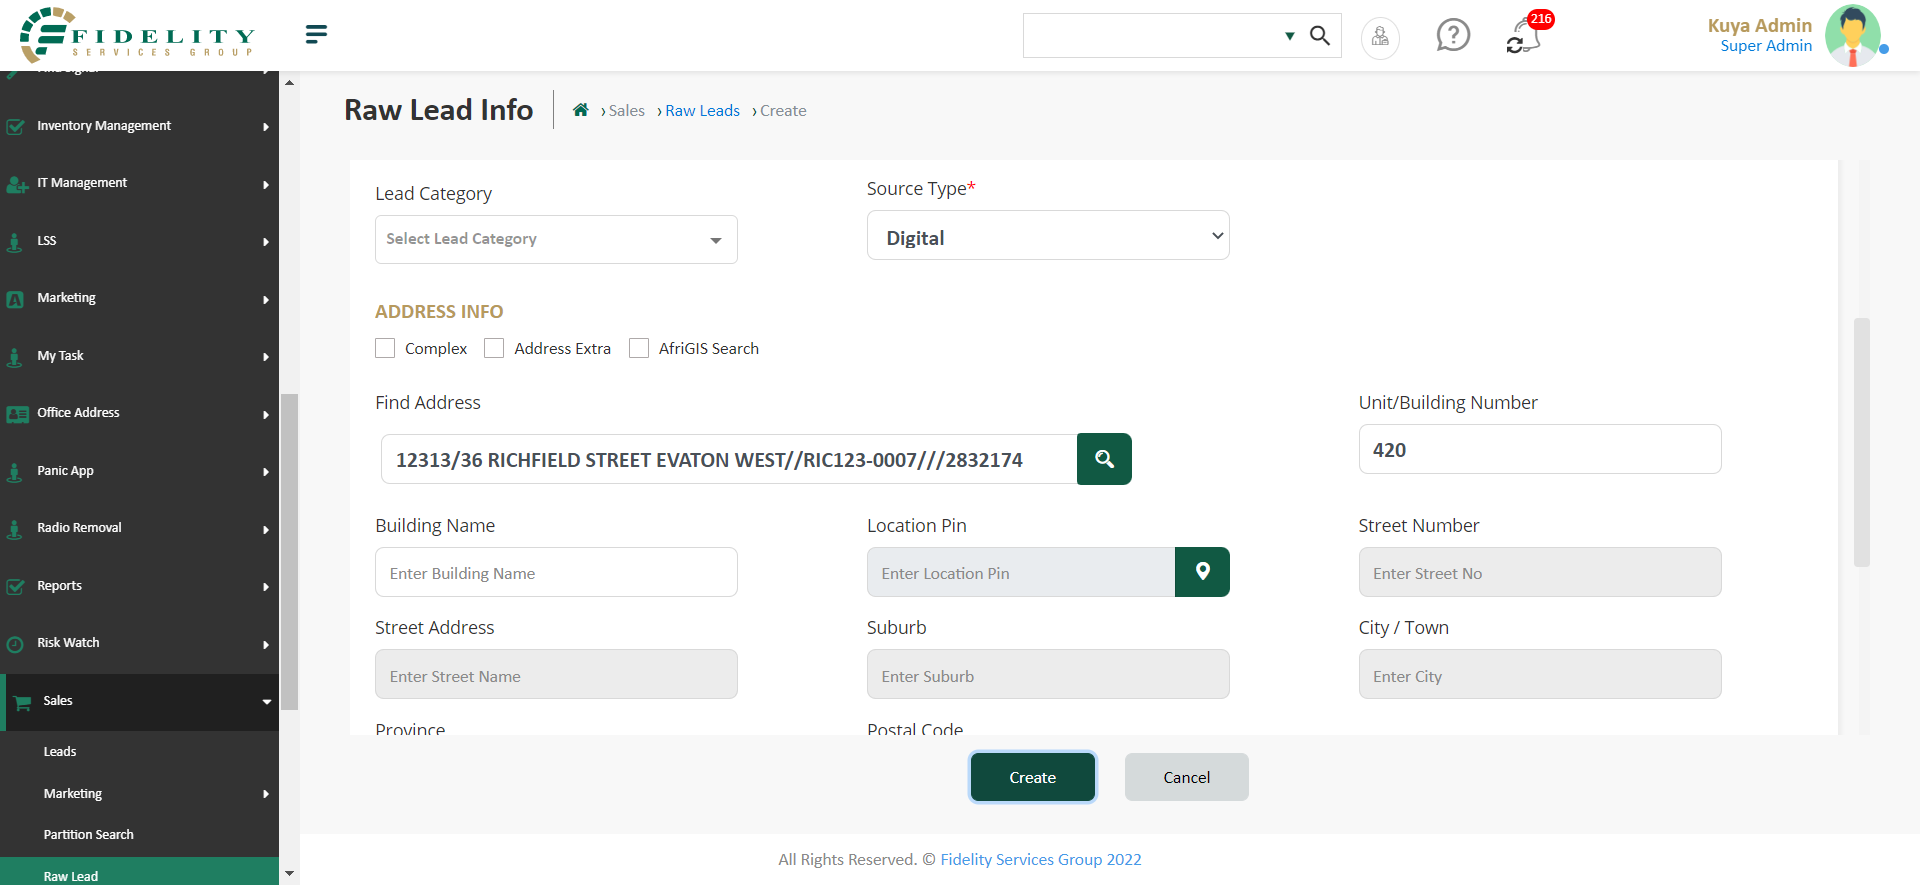 FIDELITY
SERVICES GROUP
216
Kuya Admin
Super Admin
Inventory Management
IT Management
LSS
Marketing
My Task
Office Address
Panic App
Radio Removal
Reports
Risk Watch
Sales
Leads
Marketing
Partition Search
Raw Lead
Raw Lead Info
› Sales › Raw Leads › Create
Lead Category
Source Type*
Select Lead Category
Digital
ADDRESS INFO
Complex
Address Extra
AfriGIS Search
Find Address
Unit/Building Number
12313/36 RICHFIELD STREET EVATON WEST//RIC123-0007///2832174
420
Building Name
Location Pin
Street Number
Enter Building Name
Enter Location Pin
Enter Street No
Street Address
Suburb
City / Town
Enter Street Name
Enter Suburb
Enter City
Province
Postal Code
Create
Cancel
All Rights Reserved. © Fidelity Services Group 2022